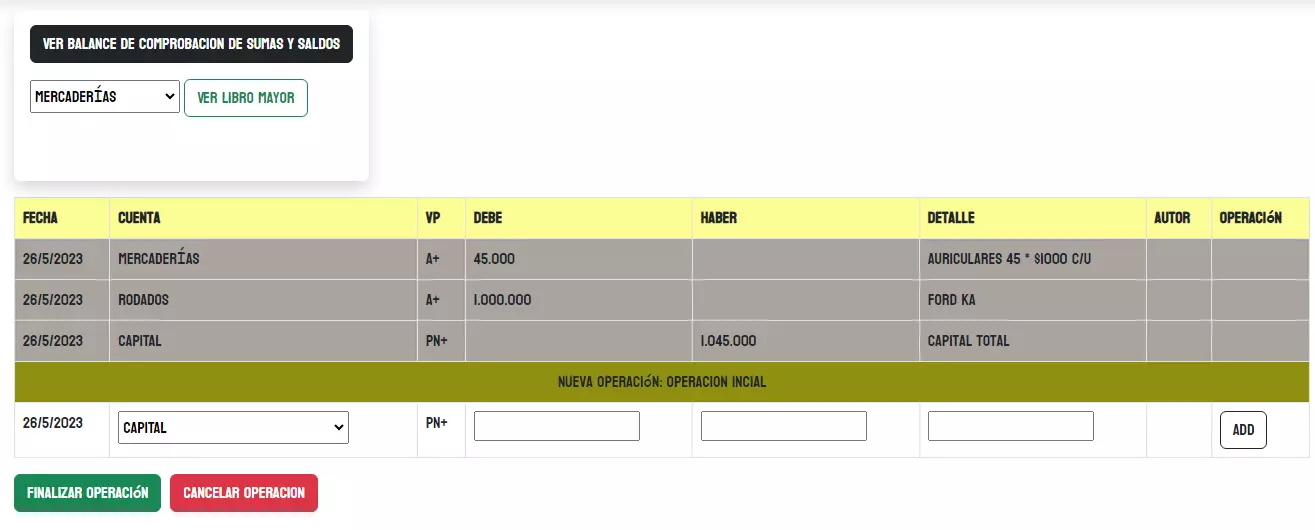 VER BALANCE DE COMPROBACION DE SUMAS Y SALDOS
MERCADERÍAS VER LIBRO MAYOR
FECHA CUENTA VP DEBE HABER DETALLE AUTOR OPERACIÓN
26/5/2023 MERCADERÍAS A+ 45.000 AURICULARES 45 * $1000 C/U
26/5/2023 RODADOS A+ 1.000.000 FORD KA
26/5/2023 CAPITAL PN+ 1.045.000 CAPITAL TOTAL
NUEVA OPERACIÓN: OPERACION INCIAL
26/5/2023 CAPITAL PN+ ADD
FINALIZAR OPERACIÓN CANCELAR OPERACION